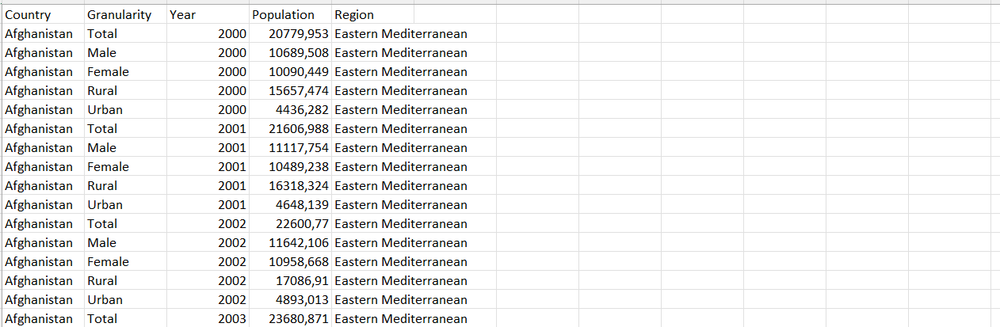 Country Granularity Year Population Region
Afghanistan Total 2000 20779,953 Eastern Mediterranean
Afghanistan Male 2000 10689,508 Eastern Mediterranean
Afghanistan Female 2000 10090,449 Eastern Mediterranean
Afghanistan Rural 2000 15657,474 Eastern Mediterranean
Afghanistan Urban 2000 4436,282 Eastern Mediterranean
Afghanistan Total 2001 21606,988 Eastern Mediterranean
Afghanistan Male 2001 11117,754 Eastern Mediterranean
Afghanistan Female 2001 10489,238 Eastern Mediterranean
Afghanistan Rural 2001 16318,324 Eastern Mediterranean
Afghanistan Urban 2001 4648,139 Eastern Mediterranean
Afghanistan Total 2002 22600,77 Eastern Mediterranean
Afghanistan Male 2002 11642,106 Eastern Mediterranean
Afghanistan Female 2002 10958,668 Eastern Mediterranean
Afghanistan Rural 2002 17086,91 Eastern Mediterranean
Afghanistan Urban 2002 4893,013 Eastern Mediterranean
Afghanistan Total 2003 23680,871 Eastern Mediterranean